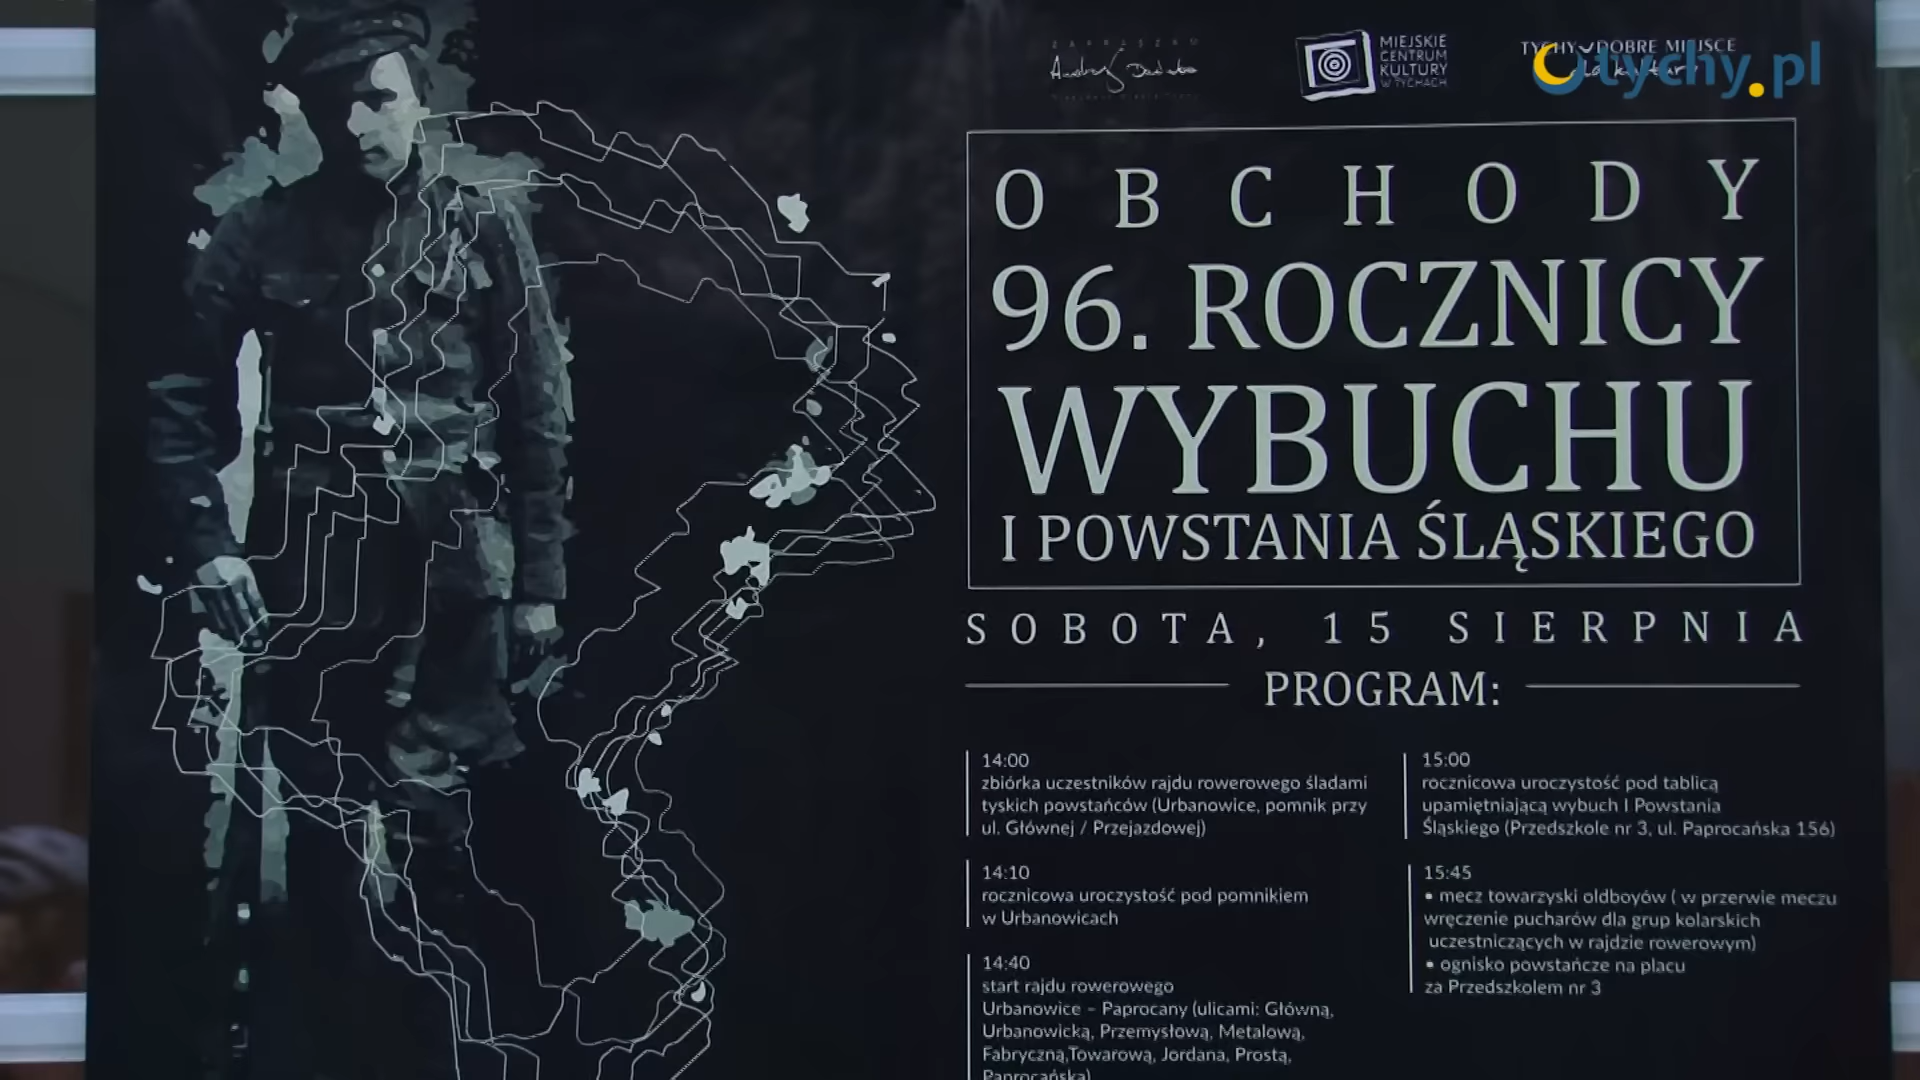 ZAPRASZA
MIEJSKIE
CENTRUM
KULTURY
W TYCHACH
TYCHY DOBRE MIEJSCE
dla kultury
tychy.pl
OBCHODY
96. ROCZNICY
WYBUCHU
I POWSTANIA ŚLĄSKIEGO
SOBOTA, 15 SIERPNIA
PROGRAM:
14:00
zbiórka uczestników rajdu rowerowego śladami
tyskich powstańców (Urbanowice, pomnik przy
ul. Głównej / Przejazdowej)
14:10
rocznicowa uroczystość pod pomnikiem
w Urbanowicach
14:40
start rajdu rowerowego
Urbanowice – Paprocany (ulicami: Główną,
Urbanowicką, Przemysłową, Metalową,
Fabryczną,Towarową, Jordana, Prostą,
Paprocańską)
15:00
rocznicowa uroczystość pod tablicą
upamiętniającą wybuch I Powstania
Śląskiego (Przedszkole nr 3, ul. Paprocańska 156)
15:45
• mecz towarzyski oldboyów ( w przerwie meczu
wręczenie pucharów dla grup kolarskich
uczestniczących w rajdzie rowerowym)
• ognisko powstańcze na placu
za Przedszkolem nr 3